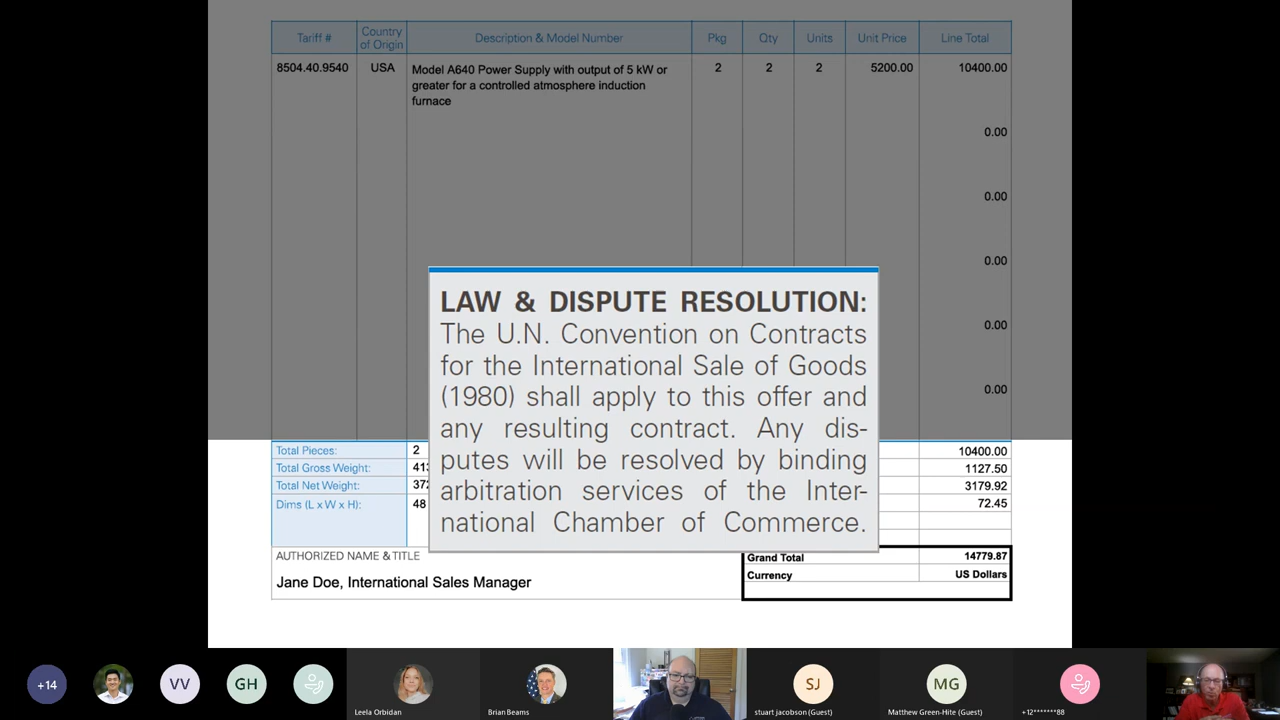 Tariff #
Country
of Origin
Description & Model Number
Pkg
Qty
Units
Unit Price
Line Total
8504.40.9540
USA
Model A640 Power Supply with output of 5 kW or
greater for a controlled atmosphere induction
furnace
2
2
2
5200.00
10400.00
0.00
0.00
0.00
0.00
0.00
LAW & DISPUTE RESOLUTION:
The U.N. Convention on Contracts
for the International Sale of Goods
(1980) shall apply to this offer and
any resulting contract. Any dis-
putes will be resolved by binding
arbitration services of the Inter-
national Chamber of Commerce.
Total Pieces:
2
10400.00
Total Gross Weight:
1127.50
Total Net Weight:
3179.92
Dims (L x W x H):
48
72.45
AUTHORIZED NAME & TITLE
Jane Doe, International Sales Manager
Grand Total
14779.87
Currency
US Dollars
+14
VV
GH
Leela Orbidan
Brian Beams
SJ
stuart jacobson (Guest)
MG
Matthew Green-Hite (Guest)
+12*******88